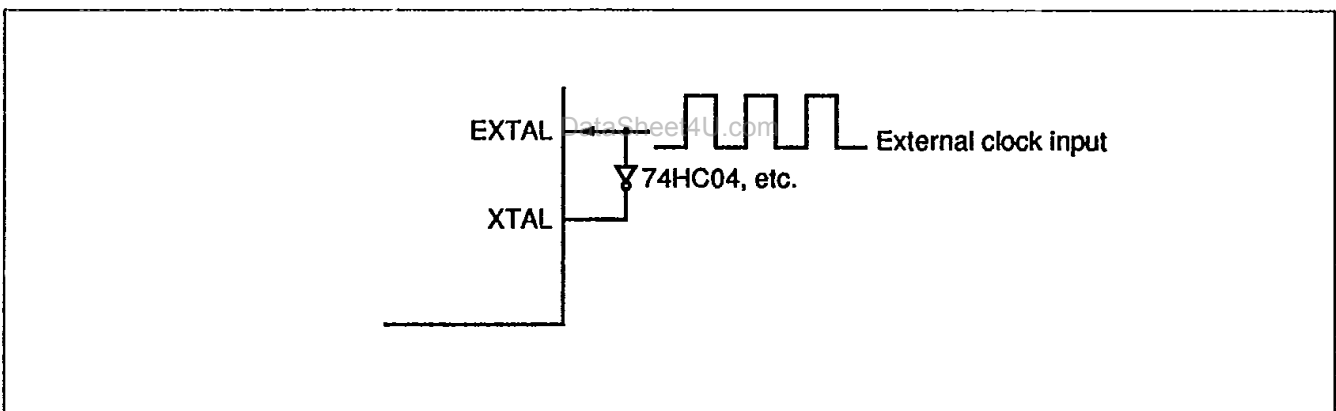 EXTAL
DataSheet4U.com
External clock input
74HC04, etc.
XTAL